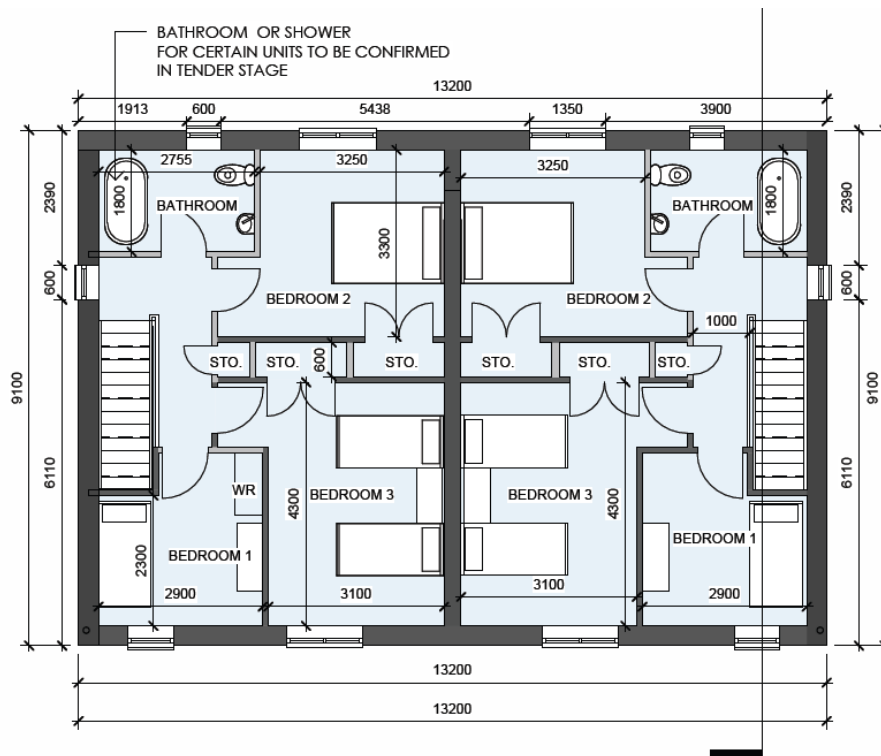 BATHROOM OR SHOWER
FOR CERTAIN UNITS TO BE CONFIRMED
IN TENDER STAGE
13200
1913 600 5438 1350 3900
2755 3250 3250
2390 1800 BATHROOM 3300 BATHROOM 1800 2390
600 BEDROOM 2 BEDROOM 2 600
1000
STO. STO. 600 STO. STO. STO. STO.
9100 9100
6110 6110
WR BEDROOM 3 4300 BEDROOM 3 4300
BEDROOM 1 BEDROOM 1
2300
2900 3100 3100 2900
13200
13200